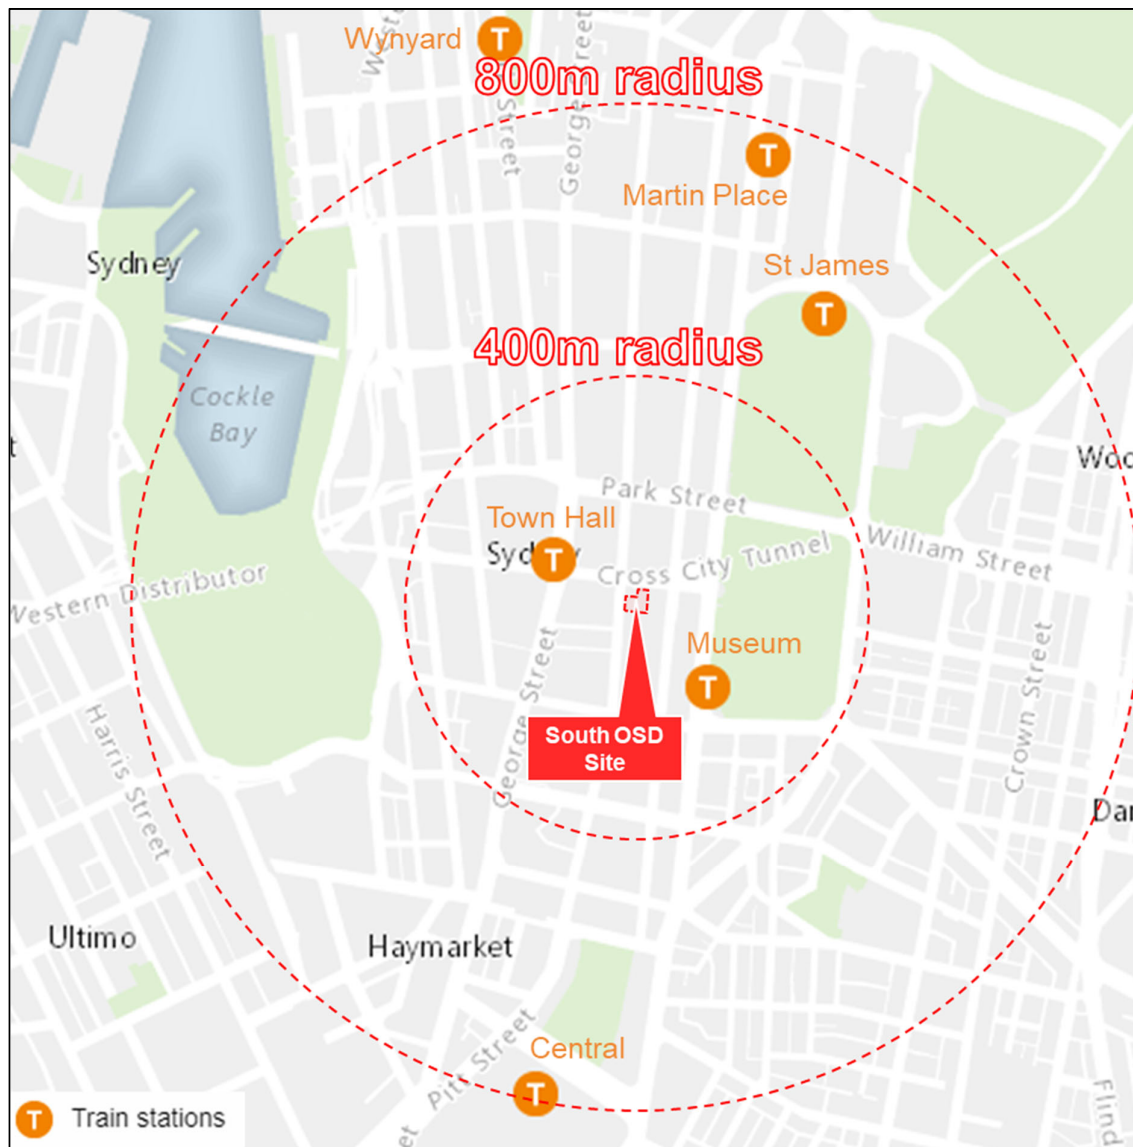 Wynyard
T
800m radius
Street
George Street
T
Martin Place
Sydney
St James
T
400m radius
Cockle
Bay
Park Street
Town Hall
T
Cross City Tunnel
William Street
Western Distributor
Museum
T
South OSD
Site
George Street
Harris Street
Crown Street
Ultimo
Haymarket
Central
T
Pitt Street
T Train stations